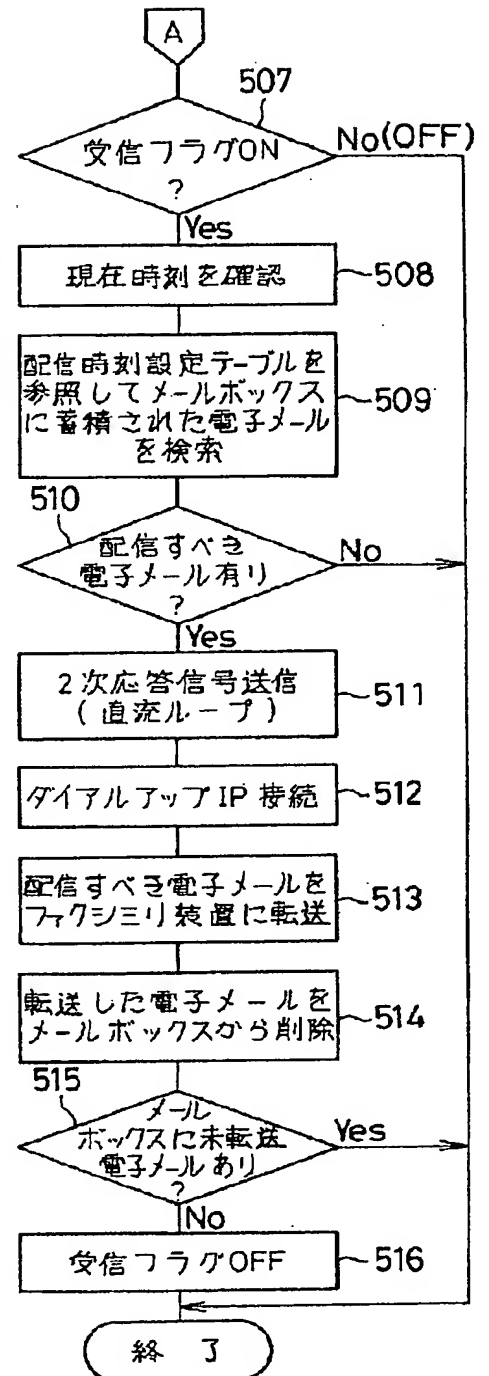 A
507
受信フラグON
?
No(OFF)
Yes
現在時刻を確認
508
配信時刻設定テーブルを
参照してメールボックス
に蓄積された電子メール
を検索
509
510
配信すべき
電子メール有り
?
No
Yes
2次応答信号送信
(直流ループ)
511
ダイアルアップIP接続
512
配信すべき電子メールを
ファクシミリ装置に転送
513
転送した電子メールを
メールボックスから削除
514
515
メール
ボックスに未転送
電子メールあり
?
Yes
No
受信フラグOFF
516
終了